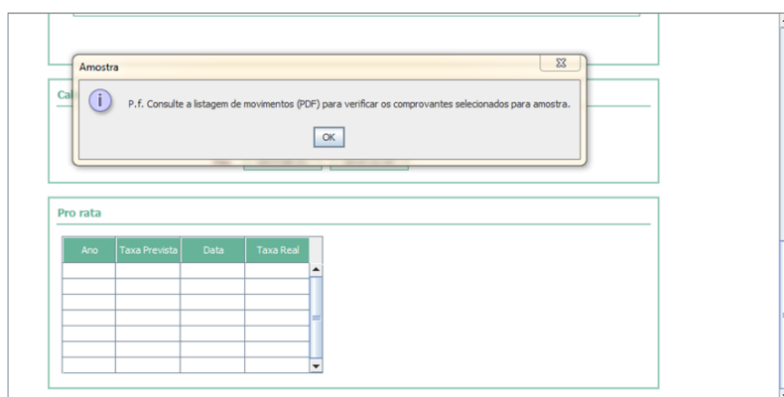 Amostra
Cal
P.f. Consulte a listagem de movimentos (PDF) para verificar os comprovantes selecionados para amostra.
OK
Pro rata
Ano Taxa Prevista Data Taxa Real